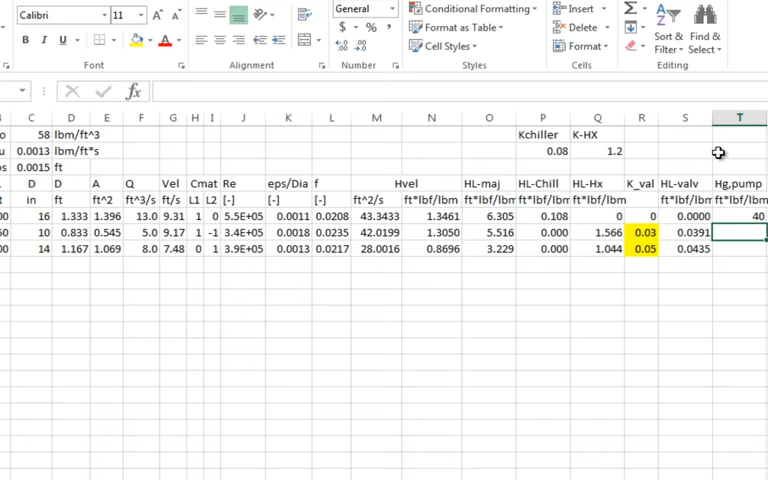 Calibri 11 A A General Conditional Formatting Insert Σ
B I U A $ % , Format as Table Delete
.0 .00 Cell Styles Format Sort & Find &
Filter Select
Font Alignment Number Styles Cells Editing
fx
C D E F G H I J K L M N O P Q R S T
o 58 lbm/ft^3 Kchiller K-HX
u 0.0013 lbm/ft*s 0.08 1.2
ps 0.0015 ft
D D A Q Vel Cmat Re eps/Dia f Hvel HL-maj HL-Chill HL-Hx K_val HL-valv Hg,pump
t in ft ft^2 ft^3/s ft/s L1 L2 [-] [-] [-] ft^2/s ft*lbf/lbm ft*lbf/lbm ft*lbf/lbm ft*lbf/lbm ft*lbf/lbm ft*lbf/lbm
00 16 1.333 1.396 13.0 9.31 1 0 5.5E+05 0.0011 0.0208 43.3433 1.3461 6.305 0.108 0 0 0.0000 40
50 10 0.833 0.545 5.0 9.17 1 -1 3.4E+05 0.0018 0.0235 42.0199 1.3050 5.516 0.000 1.566 0.03 0.0391
00 14 1.167 1.069 8.0 7.48 0 1 3.9E+05 0.0013 0.0217 28.0016 0.8696 3.229 0.000 1.044 0.05 0.0435